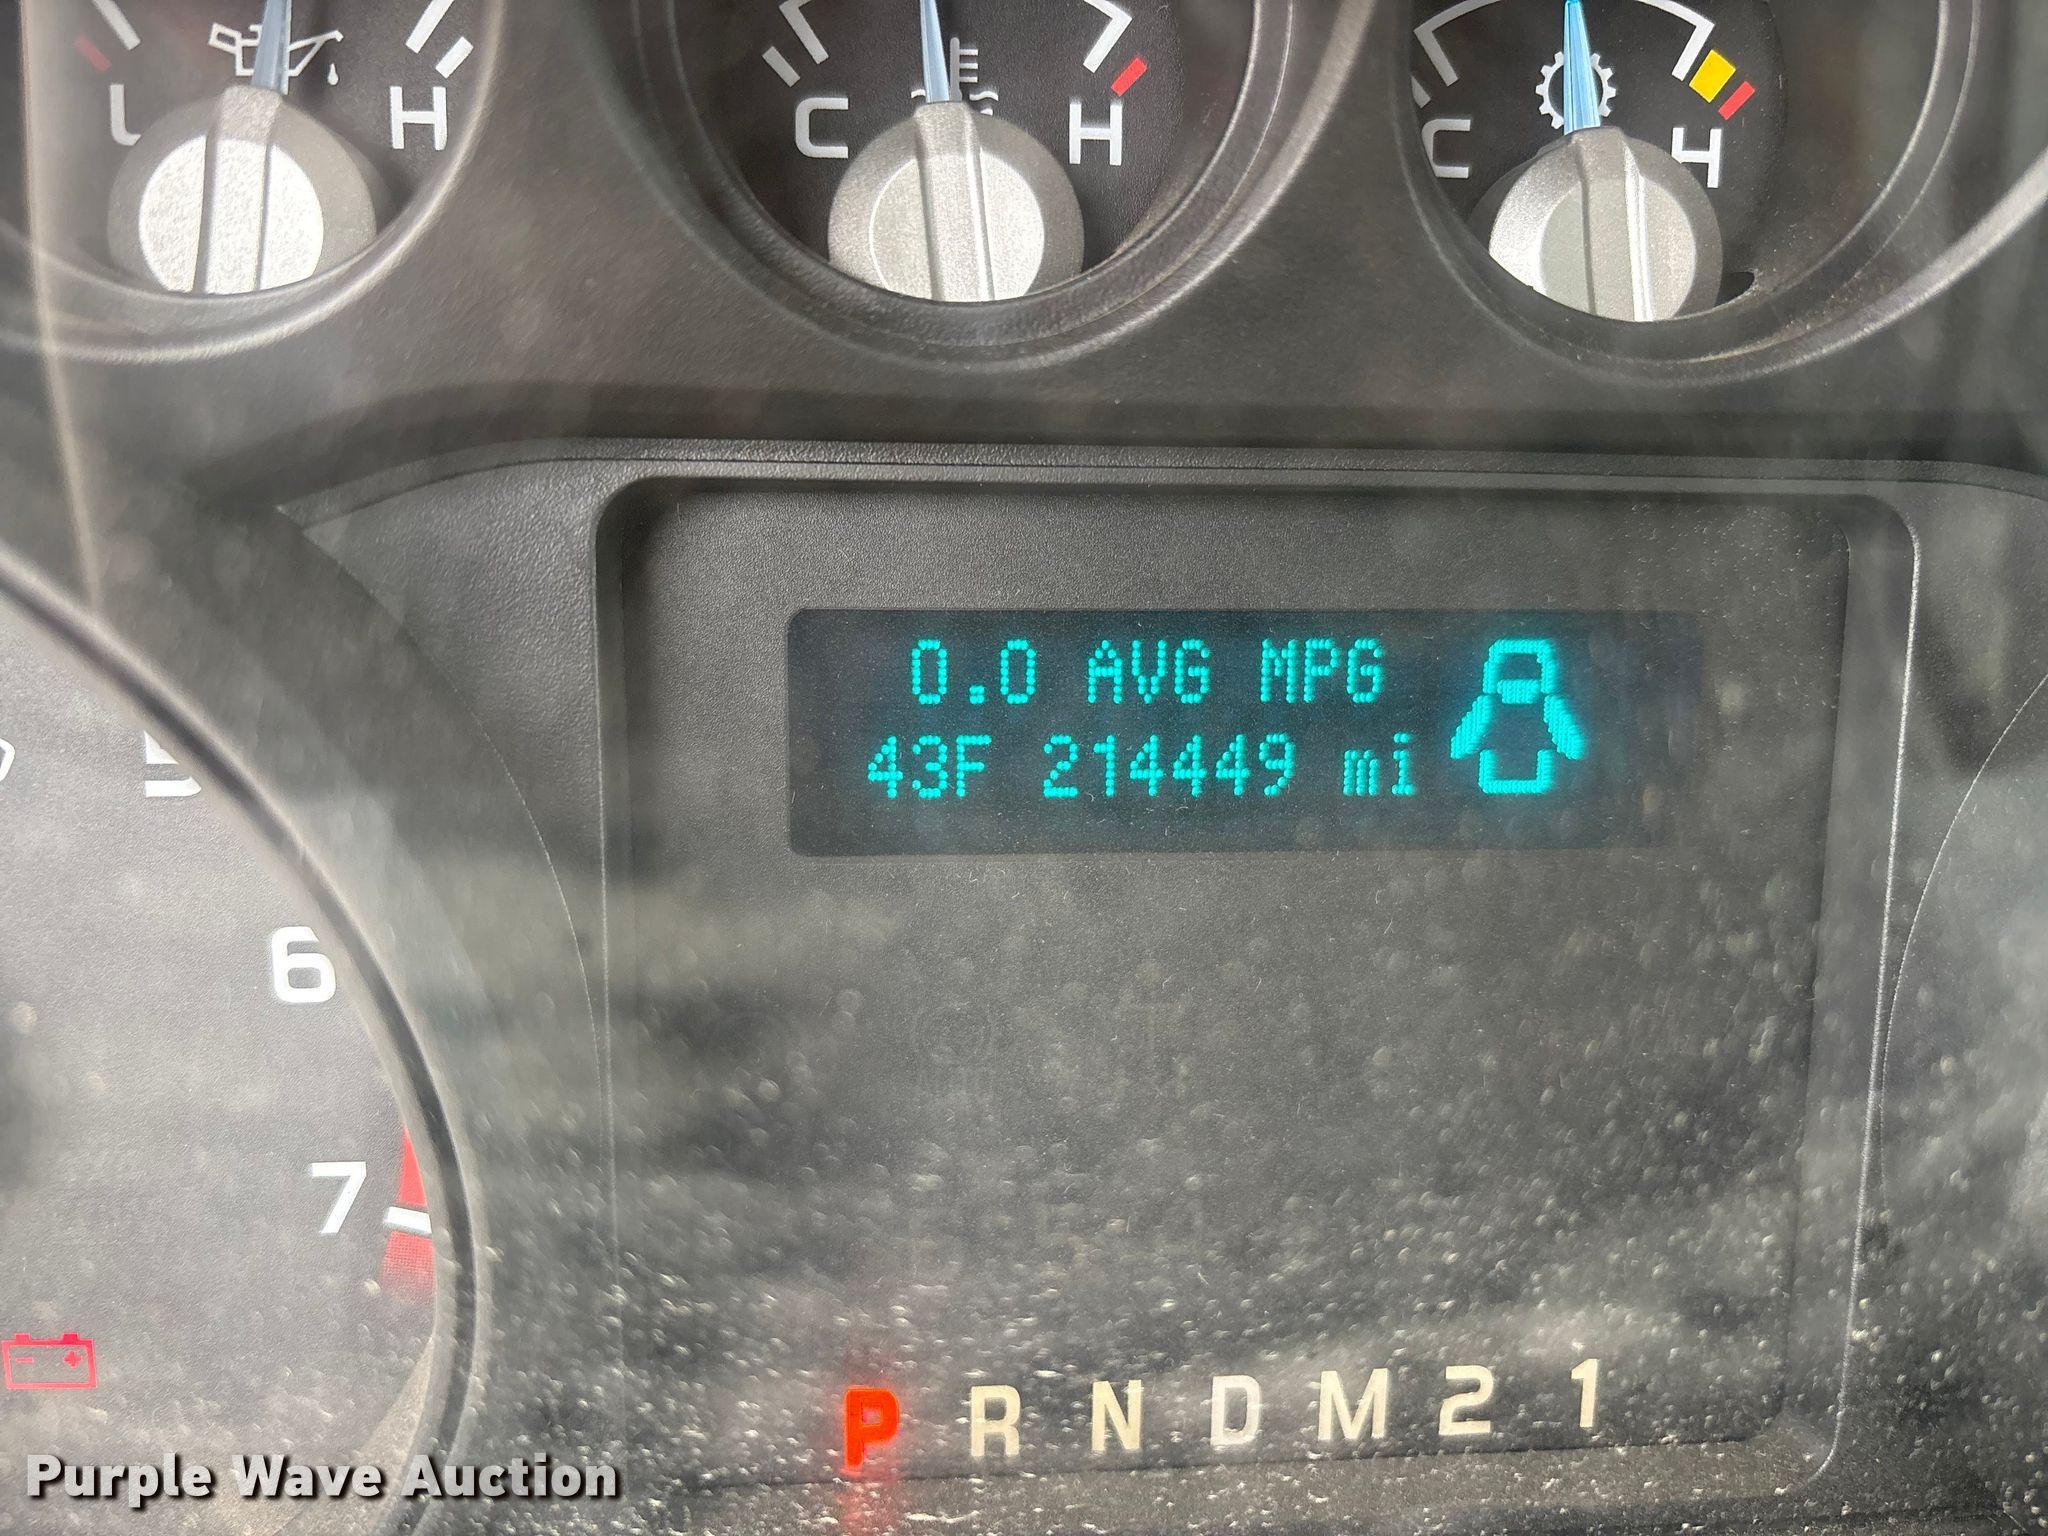 L H
C H
C H
0.0 AVG MPG
43F 214449 mi
5
6
7
P R N D M 2 1
Purple Wave Auction